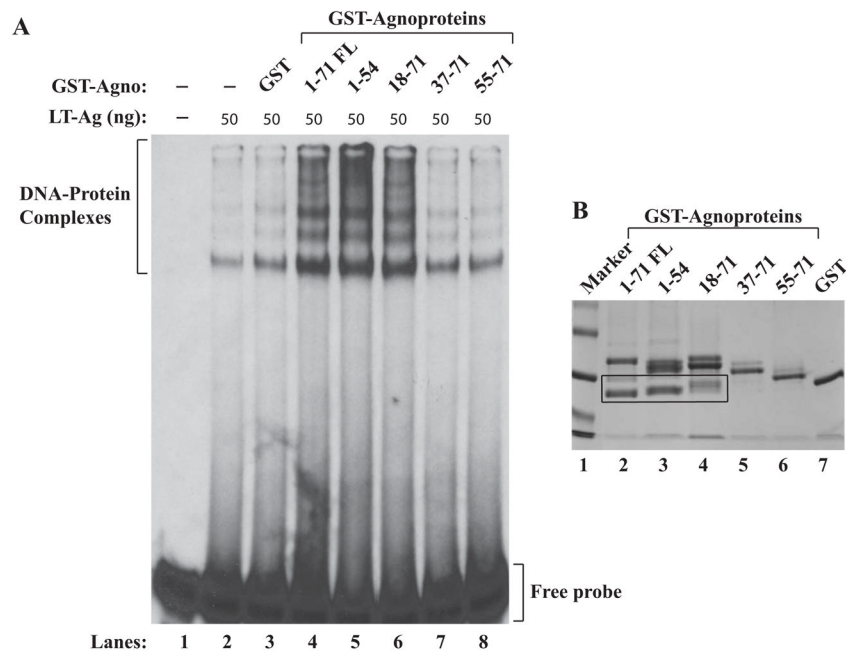 A
GST-Agnoproteins
GST-Agno: – – GST 1-71 FL 1-54 18-71 37-71 55-71
LT-Ag (ng): – 50 50 50 50 50 50 50
DNA-Protein
Complexes
Free probe
Lanes: 1 2 3 4 5 6 7 8
B
GST-Agnoproteins
Marker 1-71 FL 1-54 18-71 37-71 55-71 GST
1 2 3 4 5 6 7